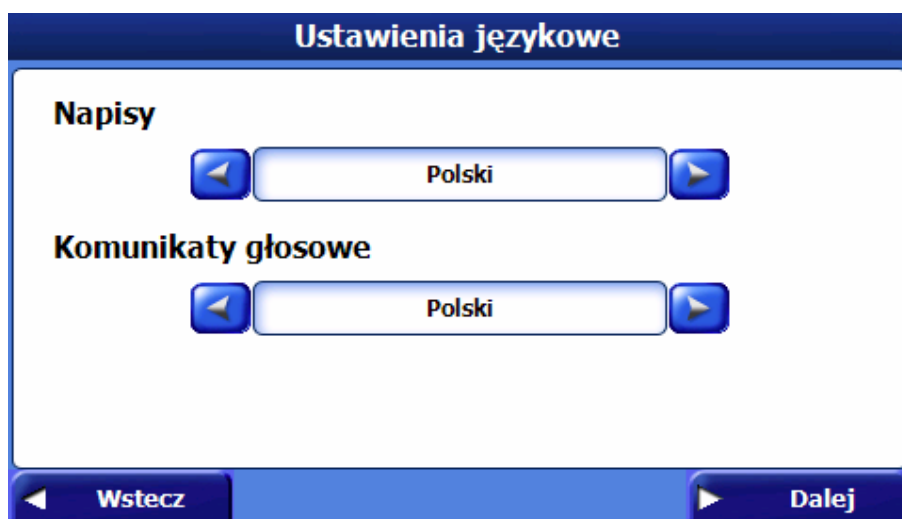 Ustawienia językowe
Napisy
Polski
Komunikaty głosowe
Polski
Wstecz
Dalej